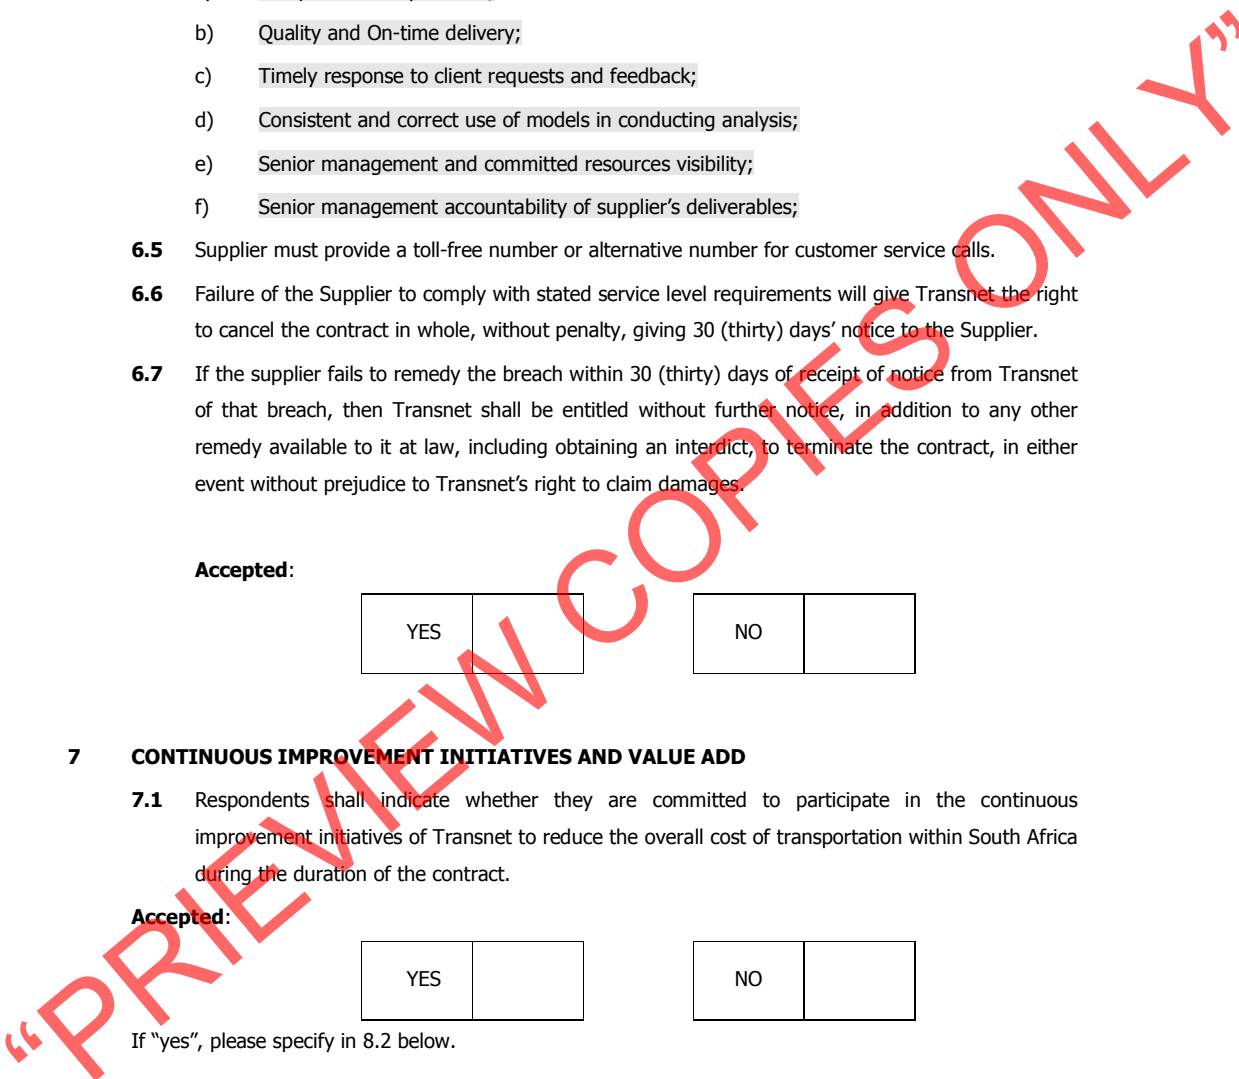 b) Quality and On-time delivery;
c) Timely response to client requests and feedback;
d) Consistent and correct use of models in conducting analysis;
e) Senior management and committed resources visibility;
f) Senior management accountability of supplier’s deliverables;
6.5 Supplier must provide a toll-free number or alternative number for customer service calls.
6.6 Failure of the Supplier to comply with stated service level requirements will give Transnet the right
to cancel the contract in whole, without penalty, giving 30 (thirty) days’ notice to the Supplier.
6.7 If the supplier fails to remedy the breach within 30 (thirty) days of receipt of notice from Transnet
of that breach, then Transnet shall be entitled without further notice, in addition to any other
remedy available to it at law, including obtaining an interdict, to terminate the contract, in either
event without prejudice to Transnet’s right to claim damages.
Accepted:
YES NO
7 CONTINUOUS IMPROVEMENT INITIATIVES AND VALUE ADD
7.1 Respondents shall indicate whether they are committed to participate in the continuous
improvement initiatives of Transnet to reduce the overall cost of transportation within South Africa
during the duration of the contract.
Accepted:
YES NO
If “yes”, please specify in 8.2 below.
“PRIEVIEW COPIES ONLY”